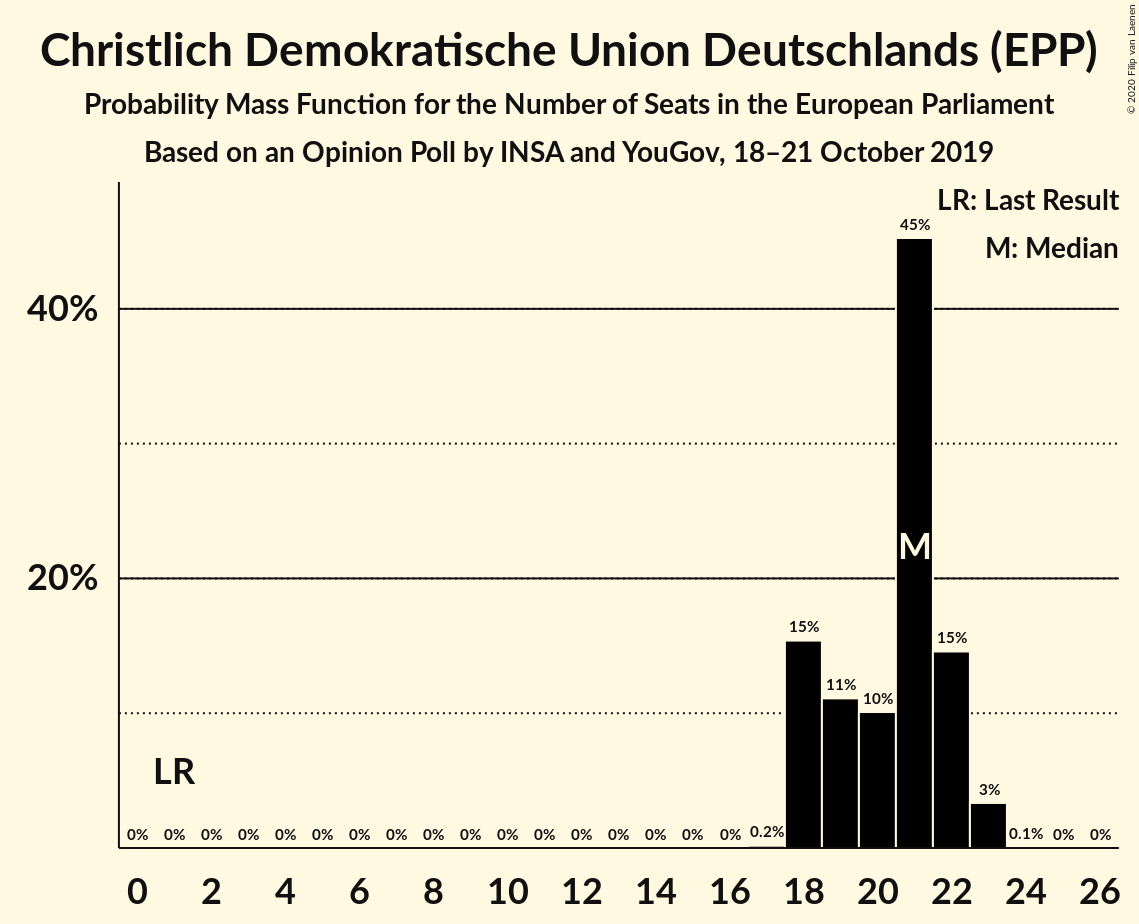 Christlich Demokratische Union Deutschlands (EPP)
Probability Mass Function for the Number of Seats in the European Parliament
Based on an Opinion Poll by INSA and YouGov, 18–21 October 2019
© 2020 Filip van Laenen
LR: Last Result
M: Median
45%
40%
M
20%
15% 15%
11% 10%
LR
3%
0% 0% 0% 0% 0% 0% 0% 0% 0% 0% 0% 0% 0% 0% 0% 0% 0% 0.2% 0.1% 0% 0%
0 2 4 6 8 10 12 14 16 18 20 22 24 26